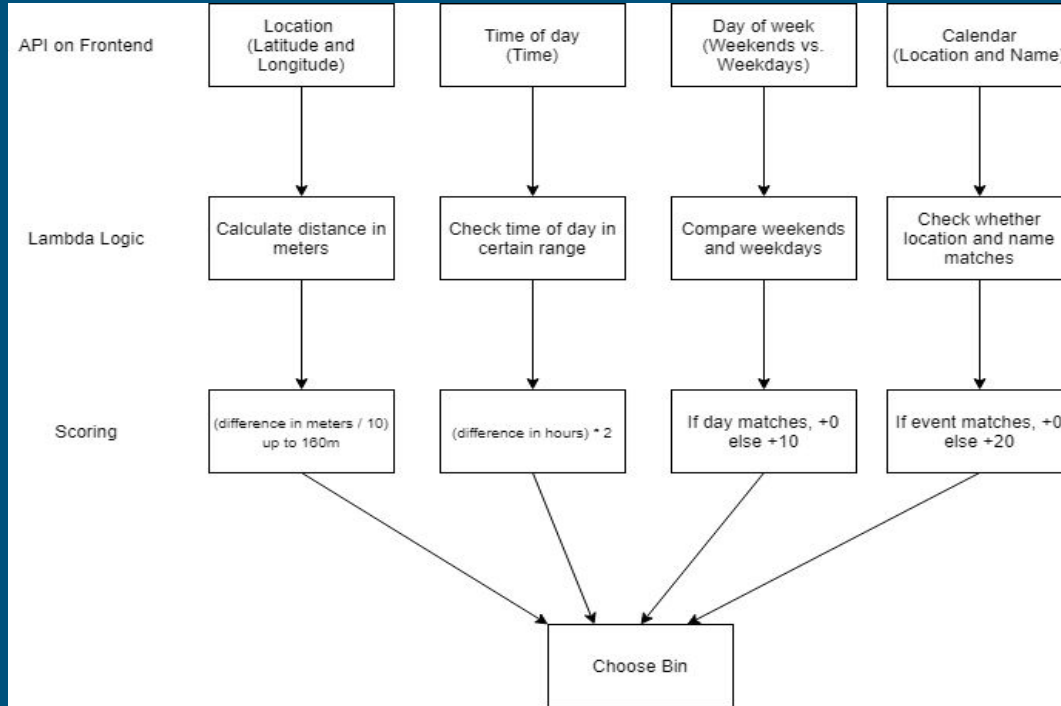 API on Frontend
Location
(Latitude and
Longitude)
Time of day
(Time)
Day of week
(Weekends vs.
Weekdays)
Calendar
(Location and Name)
Lambda Logic
Calculate distance in
meters
Check time of day in
certain range
Compare weekends
and weekdays
Check whether
location and name
matches
Scoring
(difference in meters / 10)
up to 160m
(difference in hours) * 2
If day matches, +0
else +10
If event matches, +0
else +20
Choose Bin